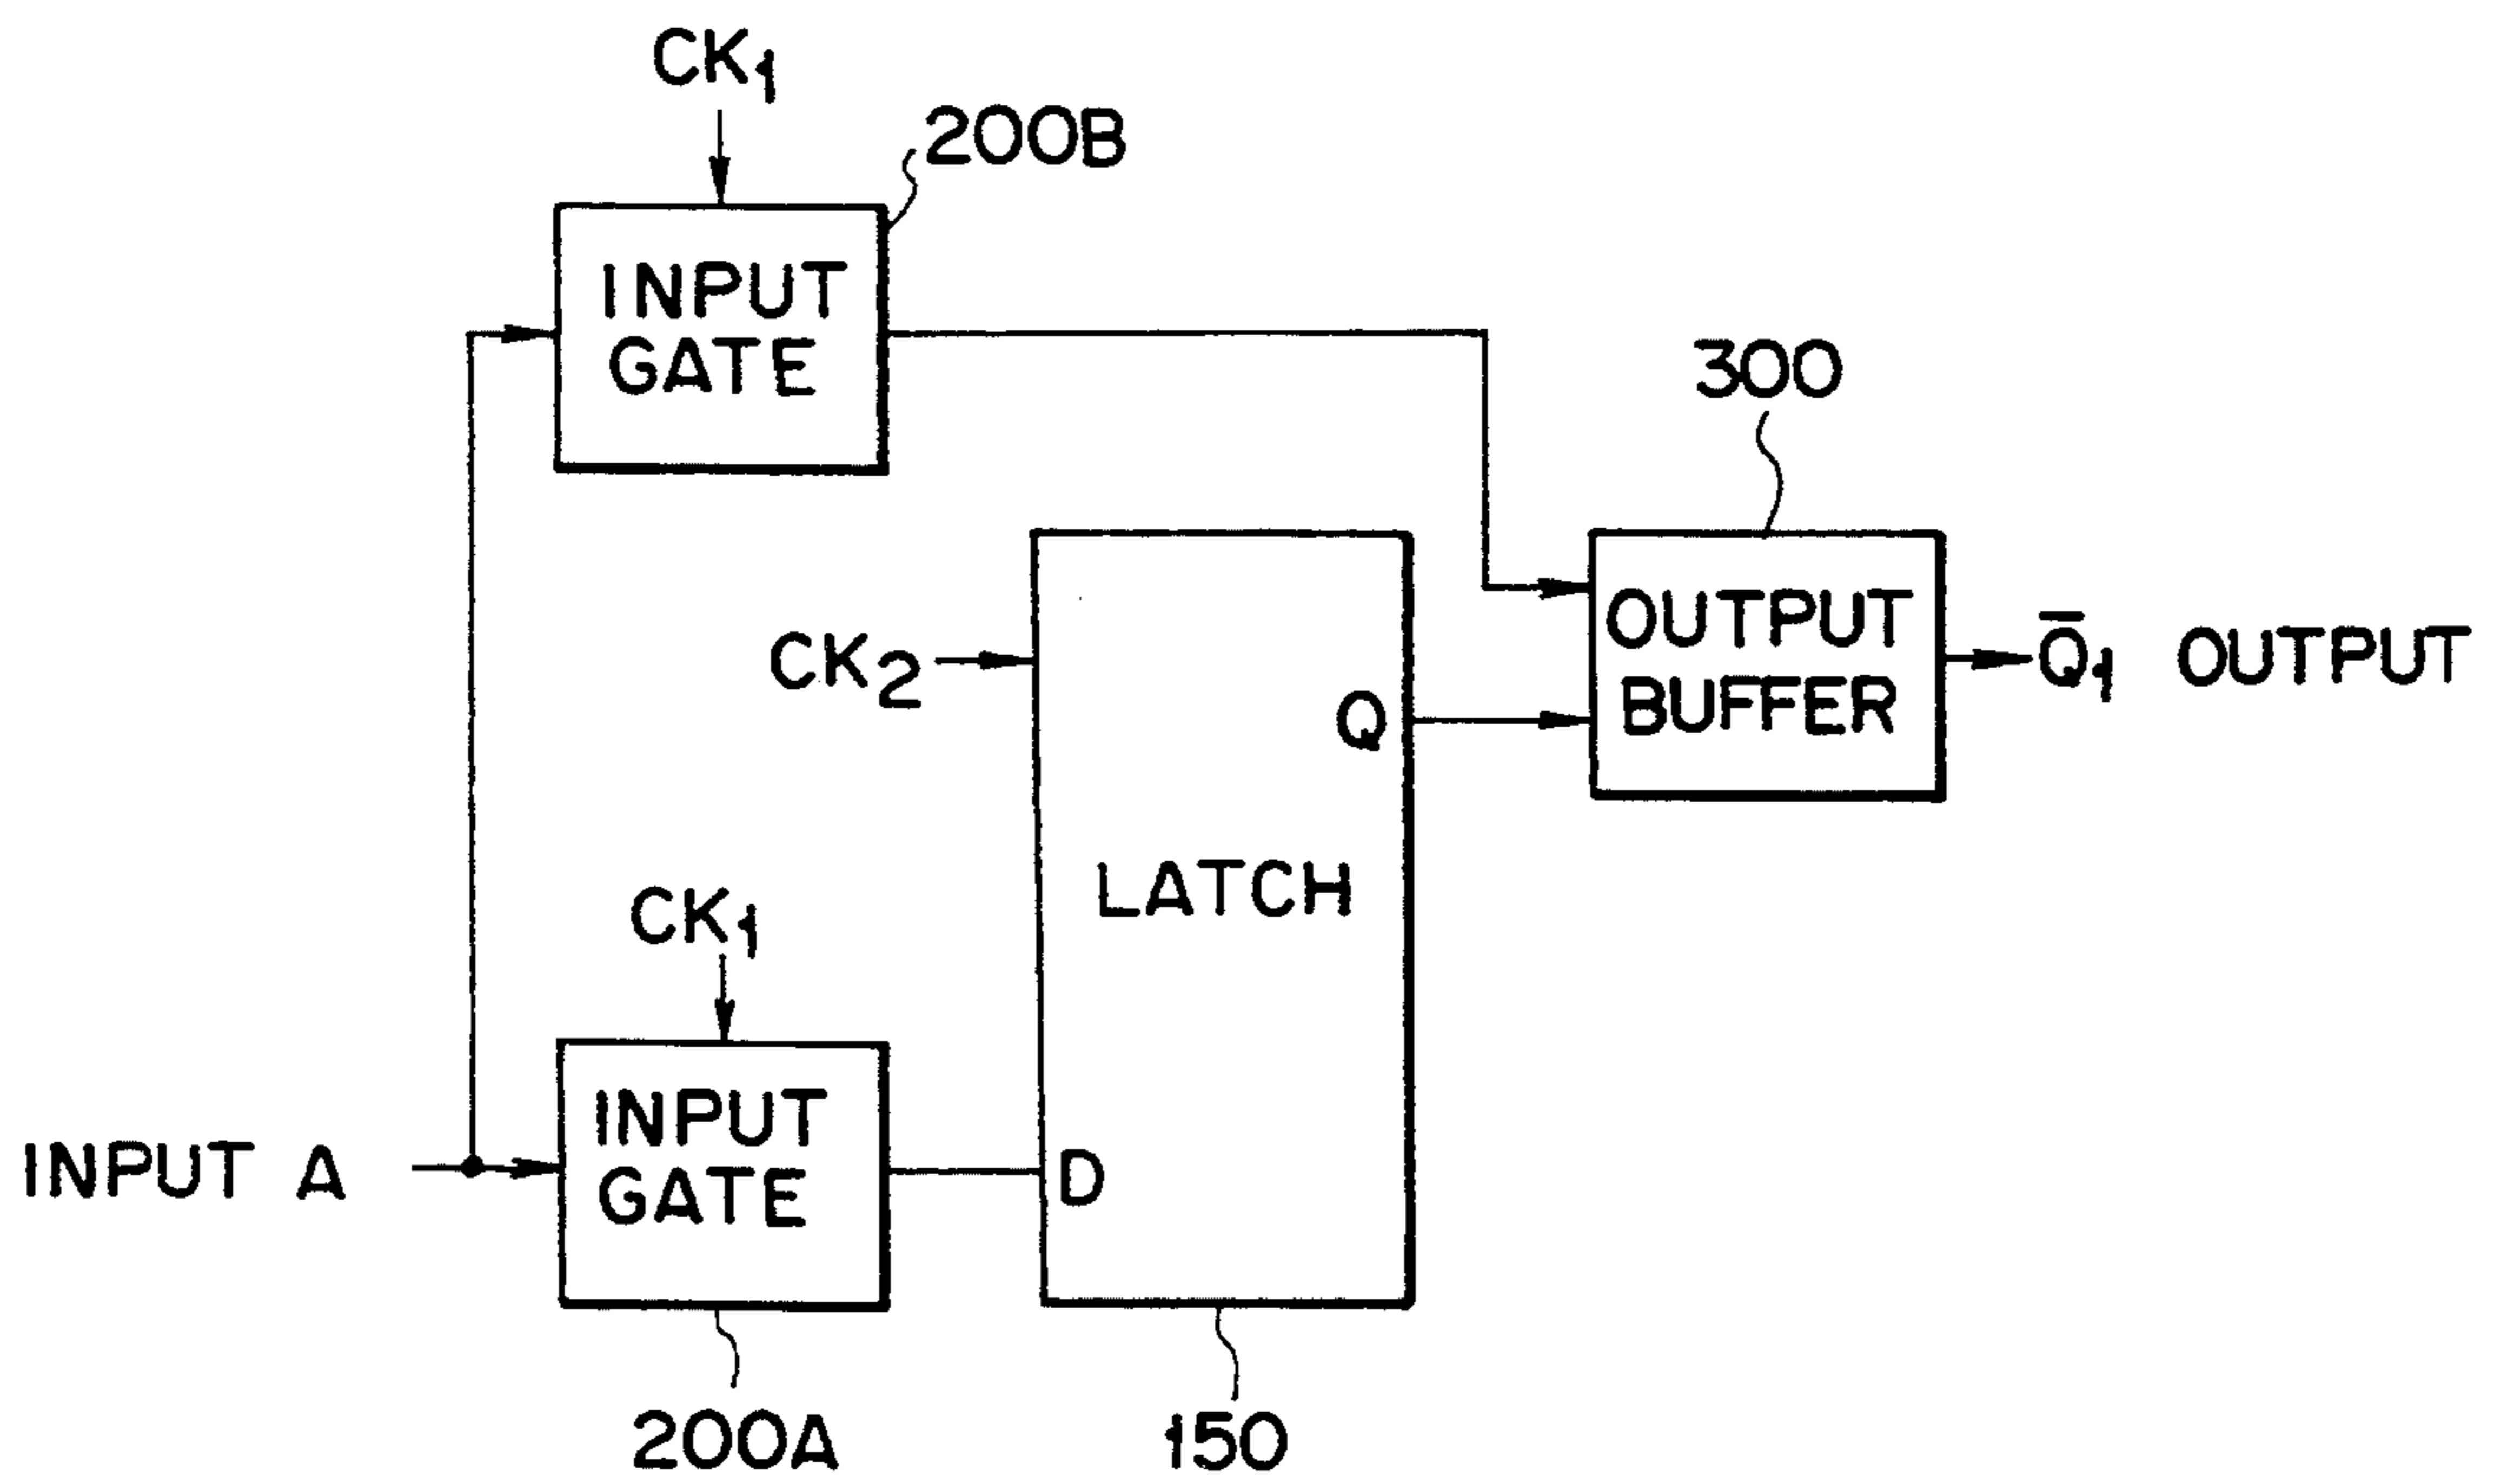 CK₁
200B
INPUT
GATE
300
OUTPUT
BUFFER
CK₂
Q
Q̅₁ OUTPUT
LATCH
CK₁
INPUT
GATE
INPUT A
D
200A
150